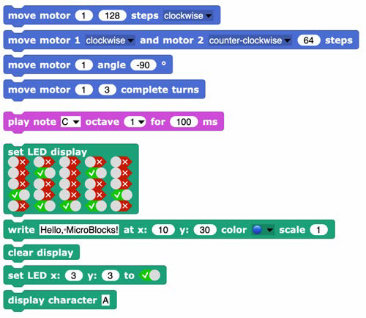 move motor 1 128 steps clockwise
move motor 1 clockwise and motor 2 counter-clockwise 64 steps
move motor 1 angle -90 °
move motor 1 3 complete turns
play note C octave 1 for 100 ms
set LED display
write Hello,·MicroBlocks! at x: 10 y: 30 color scale 1
clear display
set LED x: 3 y: 3 to
display character A